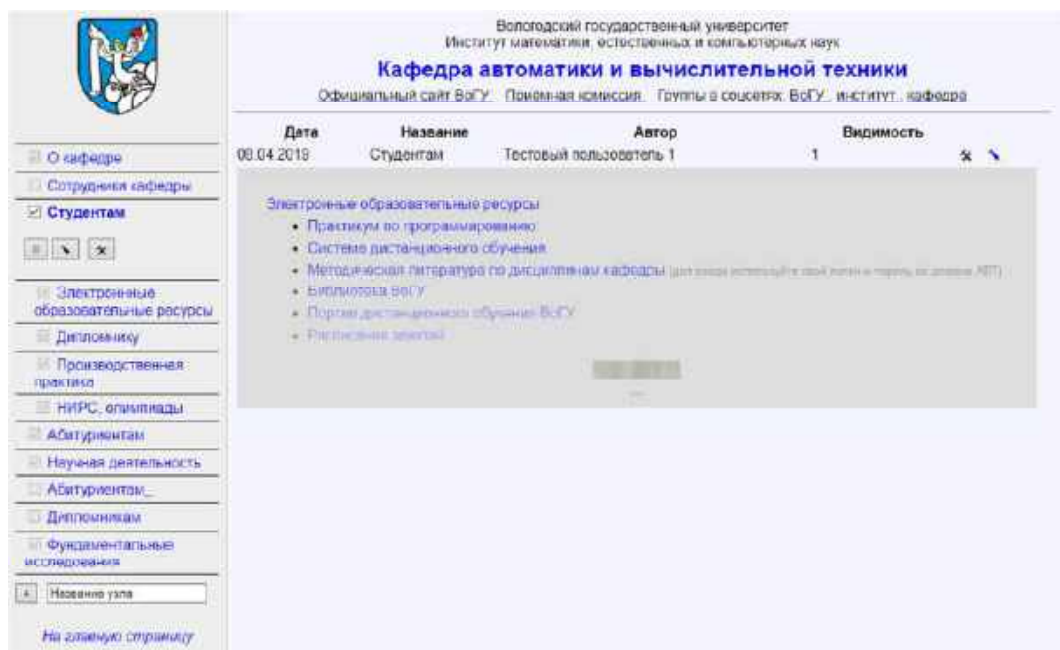 Вологодский государственный университет
Институт математики, естественных и компьютерных наук
Кафедра автоматики и вычислительной техники
Официальный сайт ВоГУ Приёмная комиссия Группы в соцсетях: ВоГУ, институт, кафедра
О кафедре
Сотрудники кафедры
Студентам
Электронные
образовательные ресурсы
Дипломнику
Производственная
практика
НИРС, олимпиады
Абитуриентам
Научная деятельность
Абитуриентам_
Дипломникам
Фундаментальные
исследования
Название узла
На главную страницу
Дата Название Автор Видимость
09.04.2019 Студентам Тестовый пользователь 1 1
Электронные образовательные ресурсы
Практикум по программированию
Система дистанционного обучения
Методическая литература по дисциплинам кафедры
Библиотека ВоГУ
Портал дистанционного обучения ВоГУ
Расписание занятий